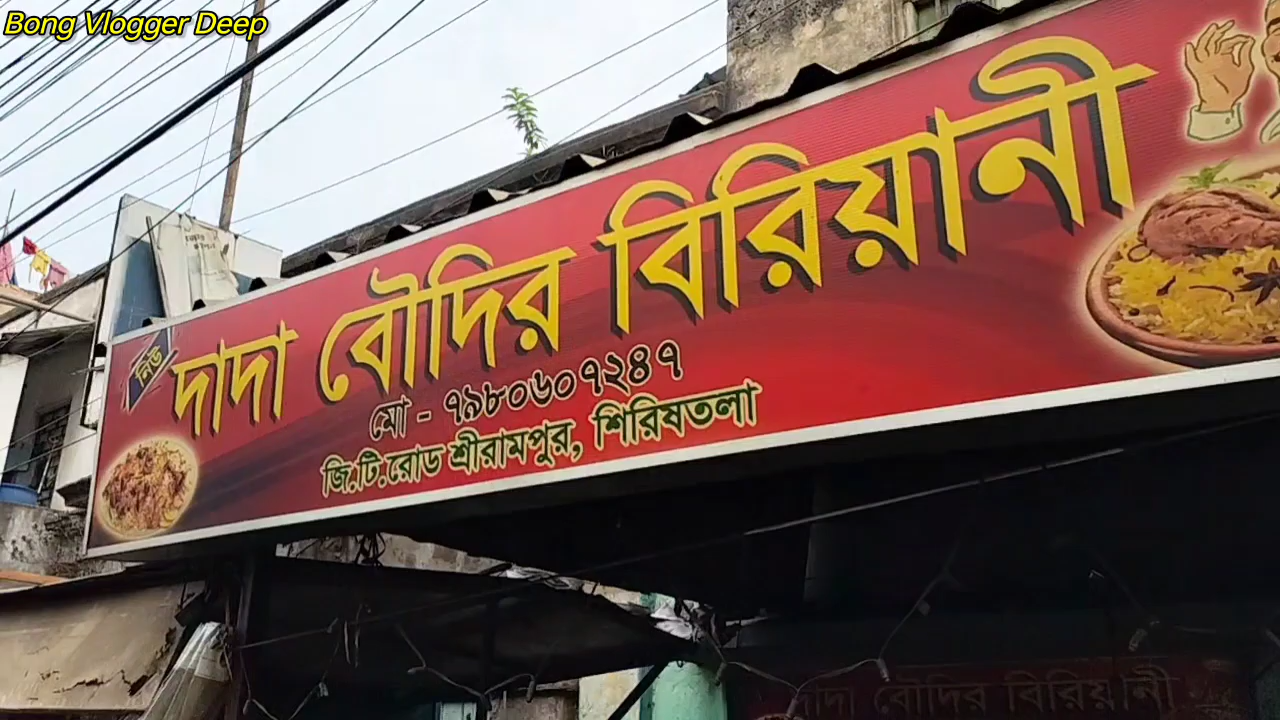 Bong Vlogger Deep
নিউ
দাদা বৌদির বিরিয়ানী
মো - ৭৯৮০৬০৭২৪৭
জি.টি.রোড শ্রীরামপুর, শিরিষতলা
দাদা বৌদির বিরিয়ানী